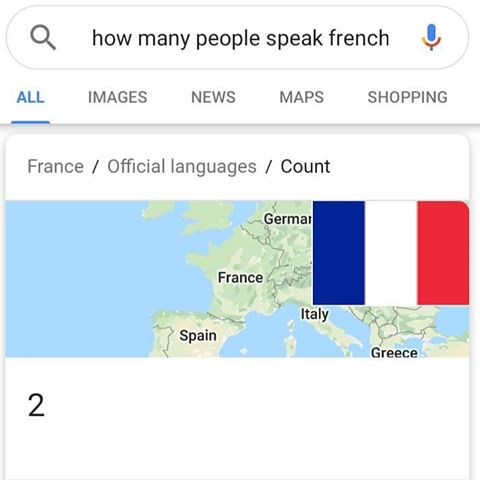 how many people speak french
ALL IMAGES NEWS MAPS SHOPPING
France / Official languages / Count
German
France
Italy
Spain
Greece
2